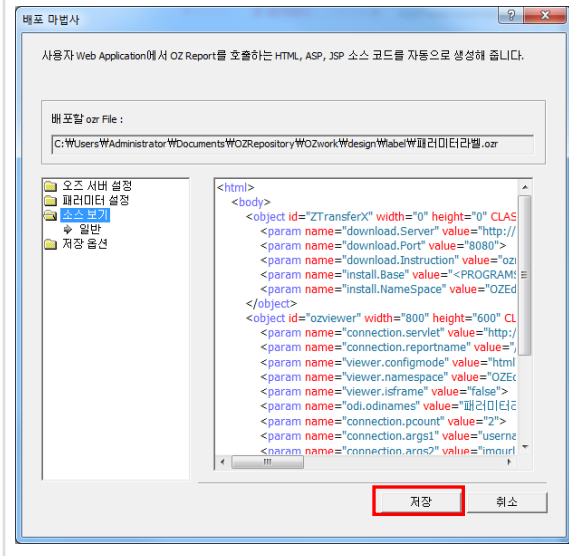 배포 마법사
사용자 Web Application에서 OZ Report를 호출하는 HTML, ASP, JSP 소스 코드를 자동으로 생성해 줍니다.
배포할 ozr File :
C:₩Users₩Administrator₩Documents₩OZRepository₩OZwork₩design₩label₩패러미터라벨.ozr
오즈 서버 설정
패러미터 설정
소스 보기
일반
저장 옵션
<html>
<body>
<object id="ZTransferX" width="0" height="0" CLAS
<param name="download.Server" value="http://
<param name="download.Port" value="8080">
<param name="download.Instruction" value="ozr
<param name="install.Base" value="<PROGRAMS
<param name="install.NameSpace" value="OZEd
</object>
<object id="ozviewer" width="800" height="600" CL
<param name="connection.servlet" value="http:/
<param name="connection.reportname" value="/
<param name="viewer.configmode" value="html
<param name="viewer.namespace" value="OZEd
<param name="viewer.isframe" value="false">
<param name="odi.odinames" value="패러미터라
<param name="connection.pcount" value="2">
<param name="connection.args1" value="userna
<param name="connection.args2" value="imgurl
저장 취소